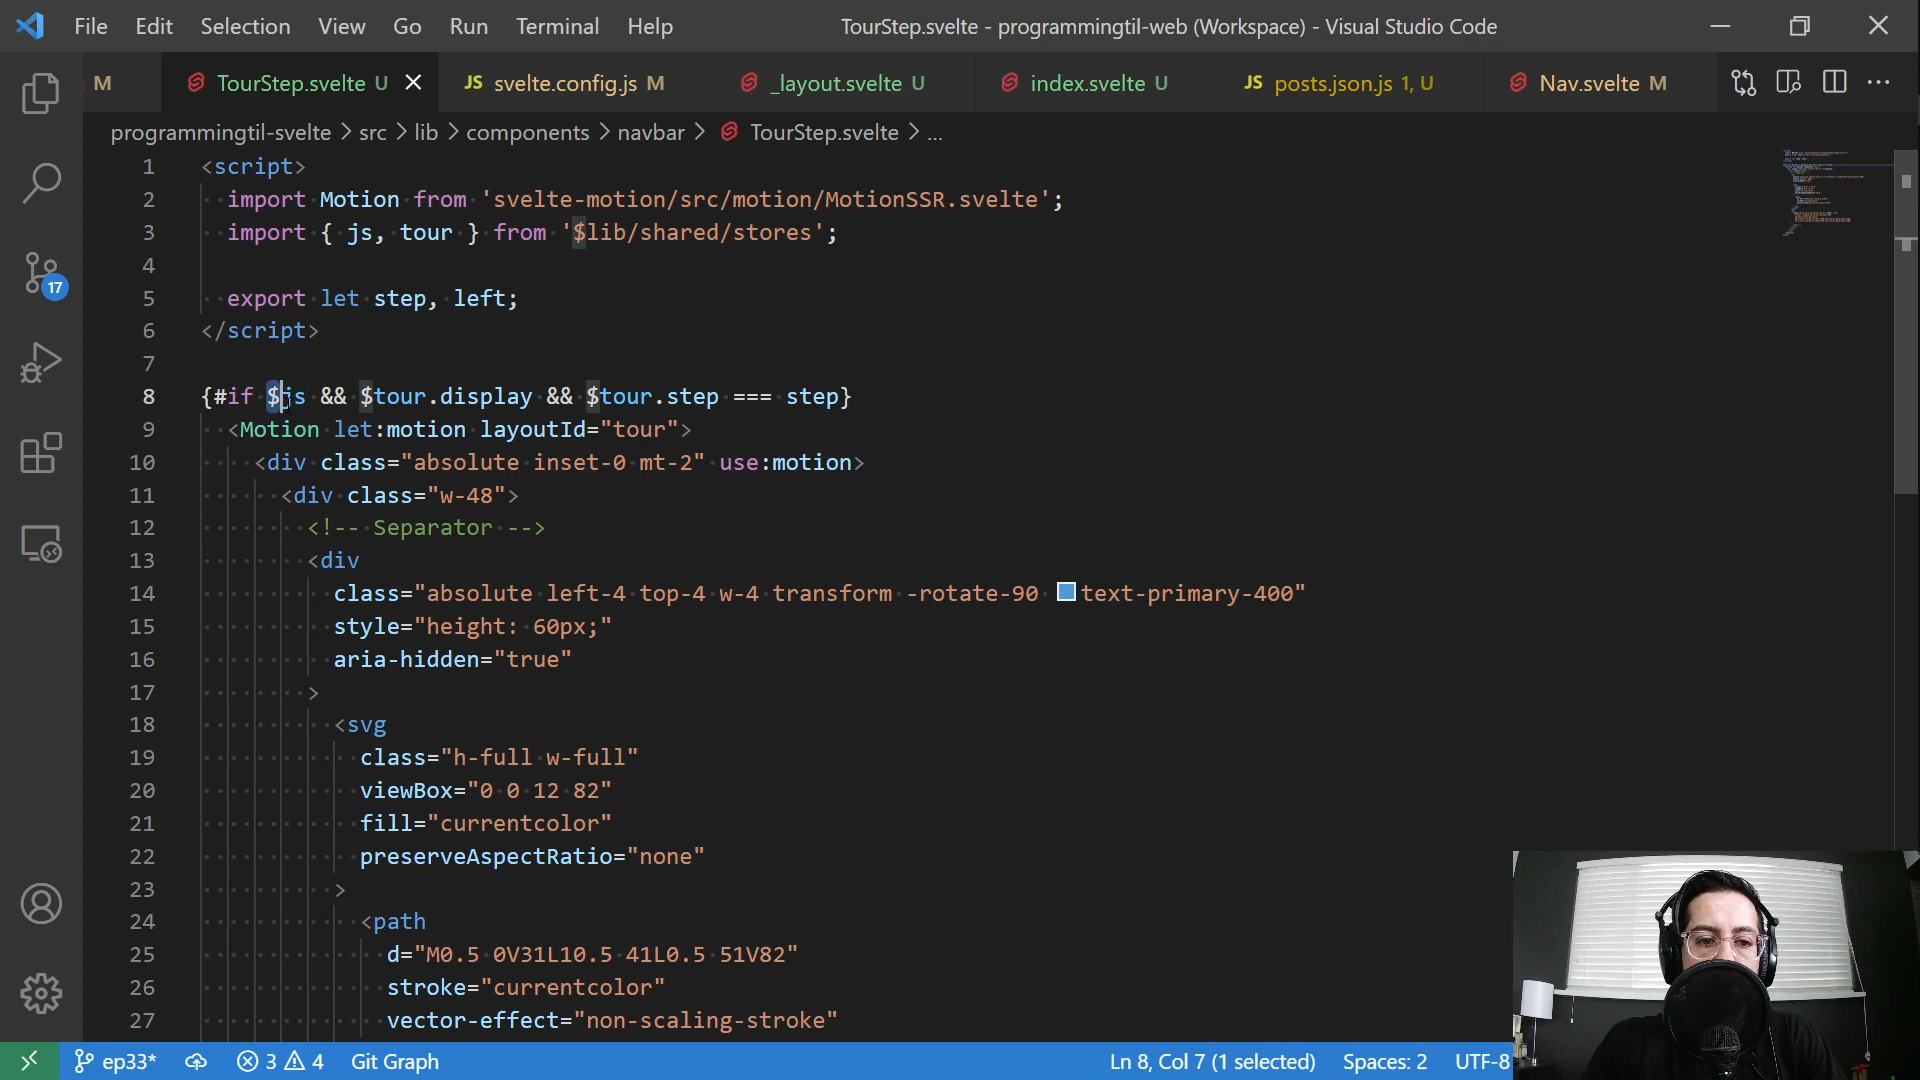 File Edit Selection View Go Run Terminal Help TourStep.svelte - programmingtil-web (Workspace) - Visual Studio Code
M TourStep.svelte U JS svelte.config.js M _layout.svelte U index.svelte U JS posts.json.js 1, U Nav.svelte M
programmingtil-svelte > src > lib > components > navbar > TourStep.svelte > ...
1 <script>
2 import Motion from 'svelte-motion/src/motion/MotionSSR.svelte';
3 import { js, tour } from '$lib/shared/stores';
4
5 export let step, left;
6 </script>
7
8 {#if $js && $tour.display && $tour.step === step}
9 <Motion let:motion layoutId="tour">
10 <div class="absolute inset-0 mt-2" use:motion>
11 <div class="w-48">
12 <!-- Separator -->
13 <div
14 class="absolute left-4 top-4 w-4 transform -rotate-90 text-primary-400"
15 style="height: 60px;"
16 aria-hidden="true"
17 >
18 <svg
19 class="h-full w-full"
20 viewBox="0 0 12 82"
21 fill="currentcolor"
22 preserveAspectRatio="none"
23 >
24 <path
25 d="M0.5 0V31L10.5 41L0.5 51V82"
26 stroke="currentcolor"
27 vector-effect="non-scaling-stroke"
17
ep33* 3 4 Git Graph Ln 8, Col 7 (1 selected) Spaces: 2 UTF-8